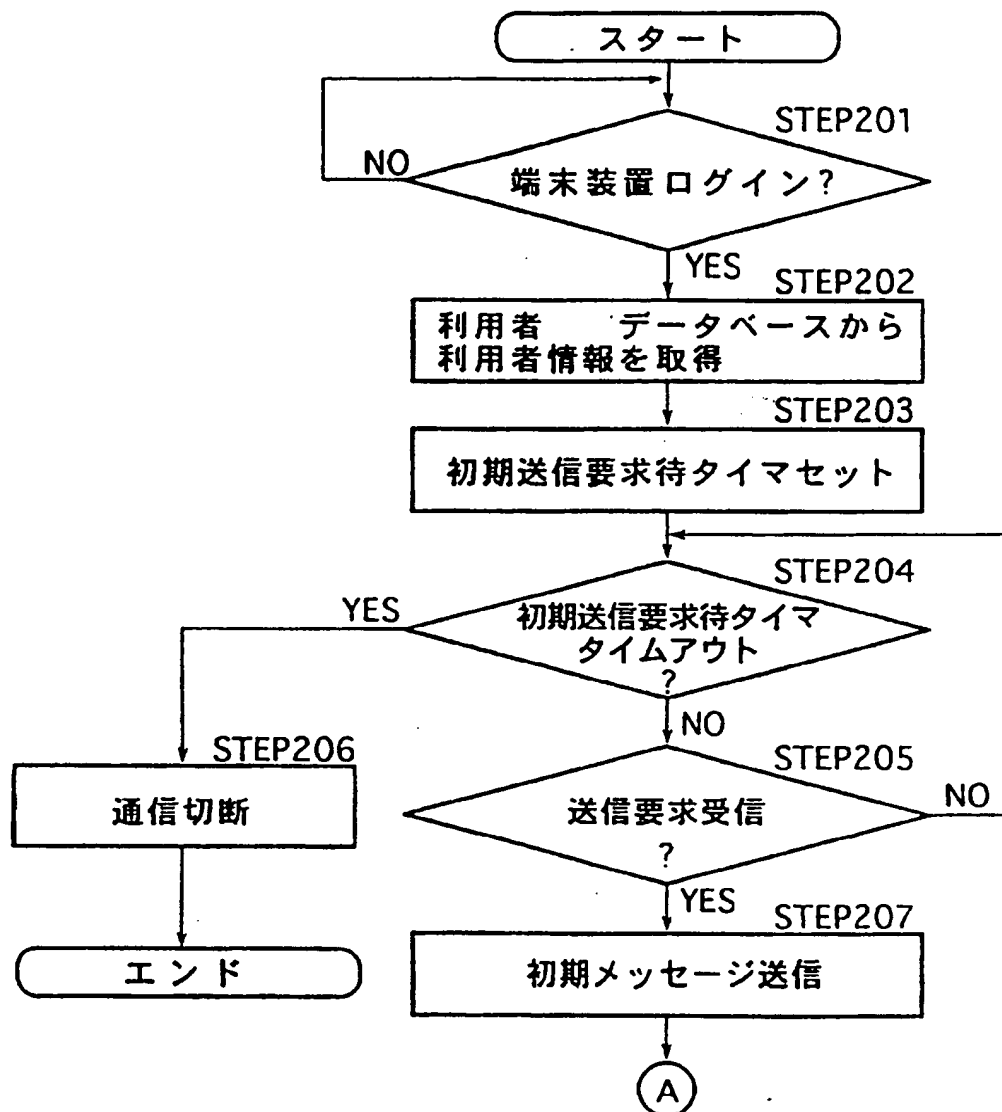 スタート
STEP201
NO
端末装置ログイン?
YES
STEP202
利用者 データベースから
利用者情報を取得
STEP203
初期送信要求待タイマセット
STEP204
YES
初期送信要求待タイマ
タイムアウト
?
NO
STEP206
STEP205
通信切断
送信要求受信
?
NO
YES
STEP207
エンド
初期メッセージ送信
A